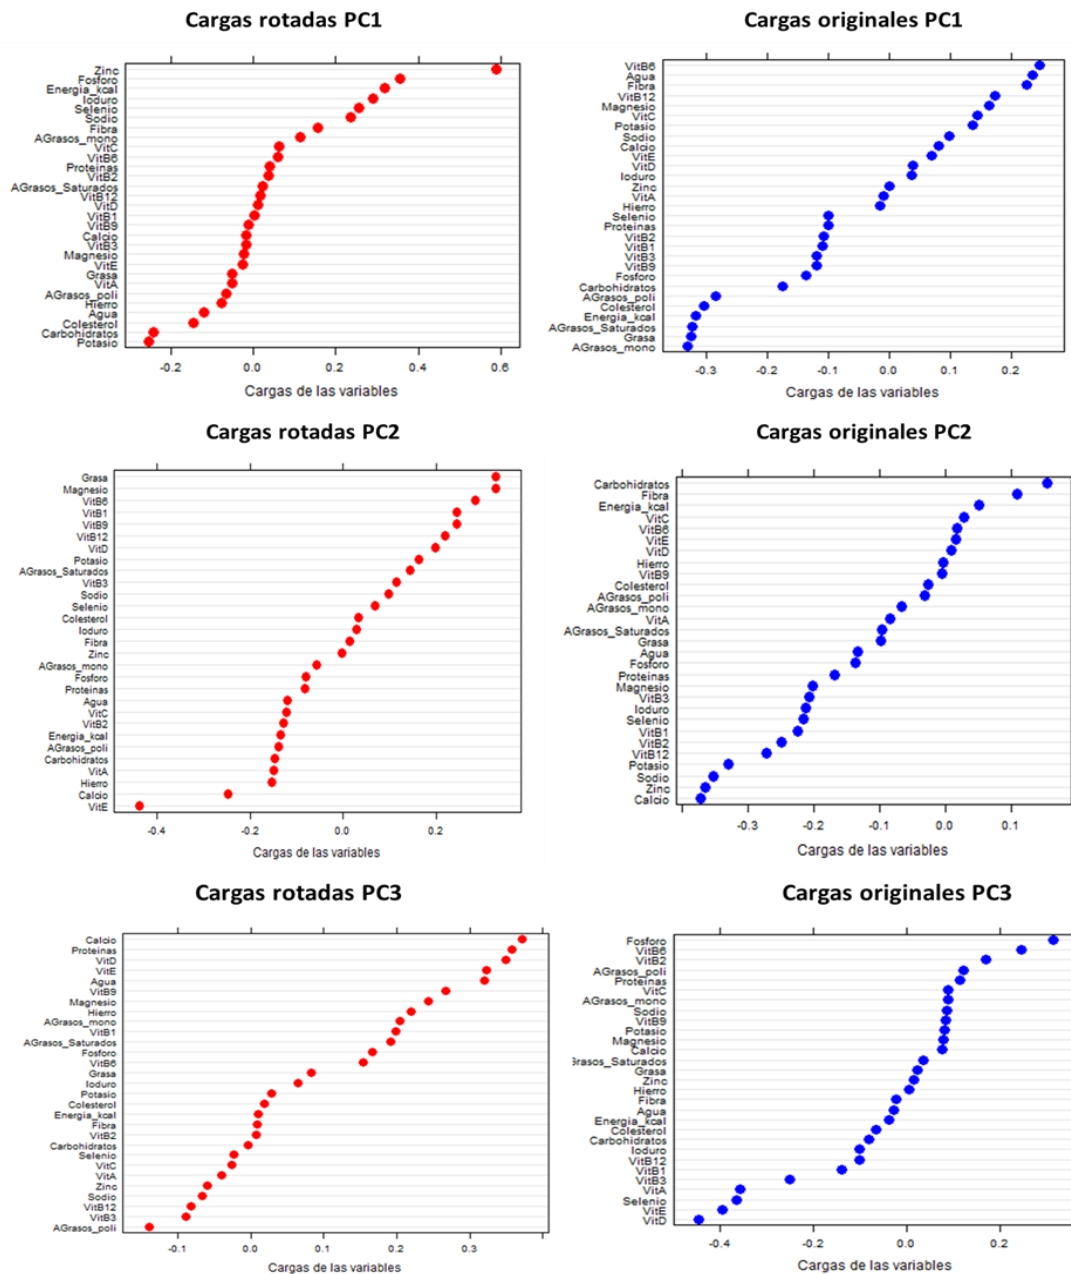 Cargas rotadas PC1
Zinc
Fosforo
Energia_kcal
Ioduro
Selenio
Sodio
Fibra
AGrasos_mono
VitC
VitB6
Proteinas
VitB2
AGrasos_Saturados
VitB12
VitD
VitB1
VitB9
Calcio
VitB3
Magnesio
VitE
Grasa
VitA
AGrasos_poli
Hierro
Agua
Colesterol
Carbohidratos
Potasio
-0.2 0.0 0.2 0.4 0.6
Cargas de las variables
Cargas originales PC1
VitB6
Agua
Fibra
VitB12
Magnesio
VitC
Potasio
Sodio
Calcio
VitE
VitD
Ioduro
Zinc
VitA
Hierro
Selenio
Proteinas
VitB2
VitB1
VitB3
VitB9
Fosforo
Carbohidratos
AGrasos_poli
Colesterol
Energia_kcal
AGrasos_Saturados
Grasa
AGrasos_mono
-0.3 -0.2 -0.1 0.0 0.1 0.2
Cargas de las variables
Cargas rotadas PC2
Grasa
Magnesio
VitB6
VitB1
VitB9
VitB12
VitD
Potasio
AGrasos_Saturados
VitB3
Sodio
Selenio
Colesterol
Ioduro
Fibra
Zinc
AGrasos_mono
Fosforo
Proteinas
Agua
VitC
VitB2
Energia_kcal
AGrasos_poli
Carbohidratos
VitA
Hierro
Calcio
VitE
-0.4 -0.2 0.0 0.2
Cargas de las variables
Cargas originales PC2
Carbohidratos
Fibra
Energia_kcal
VitC
VitB6
VitE
VitD
Hierro
VitB9
Colesterol
AGrasos_poli
AGrasos_mono
VitA
AGrasos_Saturados
Grasa
Agua
Fosforo
Proteinas
Magnesio
VitB3
Ioduro
Selenio
VitB1
VitB2
VitB12
Potasio
Sodio
Zinc
Calcio
-0.3 -0.2 -0.1 0.0 0.1
Cargas de las variables
Cargas rotadas PC3
Calcio
Proteinas
VitD
VitE
Agua
VitB9
Magnesio
Hierro
AGrasos_mono
VitB1
AGrasos_Saturados
Fosforo
VitB6
Grasa
Ioduro
Potasio
Colesterol
Energia_kcal
Fibra
VitB2
Carbohidratos
Selenio
VitC
VitA
Zinc
Sodio
VitB12
VitB3
AGrasos_poli
-0.1 0.0 0.1 0.2 0.3
Cargas de las variables
Cargas originales PC3
Fosforo
VitB6
VitB2
AGrasos_poli
Proteinas
VitC
AGrasos_mono
Sodio
VitB9
Potasio
Magnesio
Calcio
Grasos_Saturados
Grasa
Zinc
Hierro
Fibra
Agua
Energia_kcal
Colesterol
Carbohidratos
Ioduro
VitB12
VitB1
VitB3
VitA
Selenio
VitE
VitD
-0.4 -0.2 0.0 0.2
Cargas de las variables